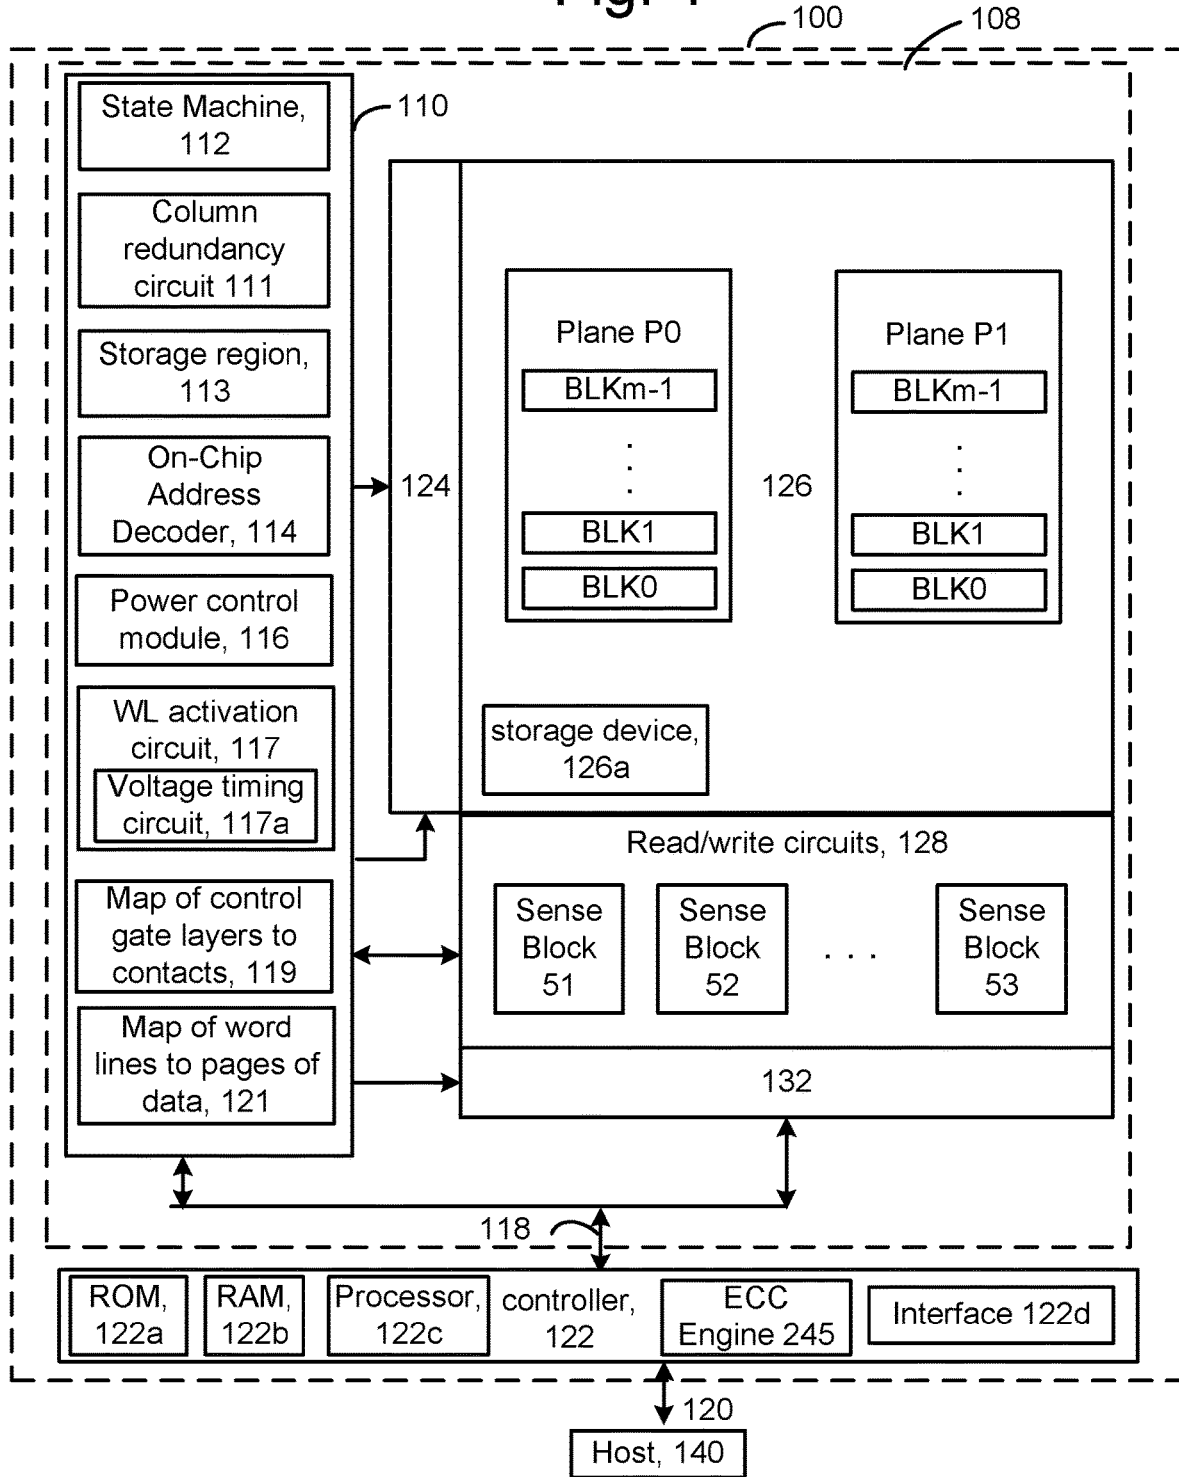 100
108
110
State Machine,
112
Column
redundancy
circuit 111
Storage region,
113
On-Chip
Address
Decoder, 114
Power control
module, 116
WL activation
circuit, 117
Voltage timing
circuit, 117a
Map of control
gate layers to
contacts, 119
Map of word
lines to pages of
data, 121
124
Plane P0
BLKm-1
.
.
.
BLK1
BLK0
126
Plane P1
BLKm-1
.
.
.
BLK1
BLK0
storage device,
126a
Read/write circuits, 128
Sense
Block
51
Sense
Block
52
. . .
Sense
Block
53
132
118
ROM,
122a
RAM,
122b
Processor,
122c
controller,
122
ECC
Engine 245
Interface 122d
120
Host, 140